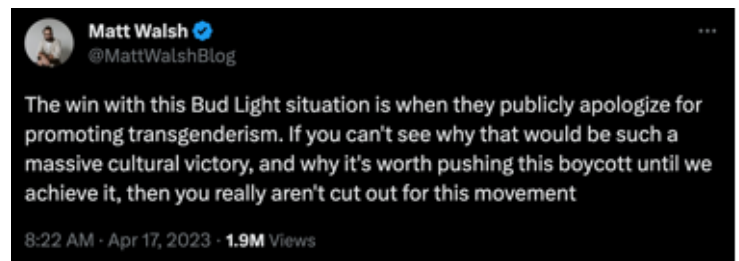 Matt Walsh
@MattWalshBlog
The win with this Bud Light situation is when they publicly apologize for
promoting transgenderism. If you can't see why that would be such a
massive cultural victory, and why it's worth pushing this boycott until we
achieve it, then you really aren't cut out for this movement
8:22 AM · Apr 17, 2023 · 1.9M Views